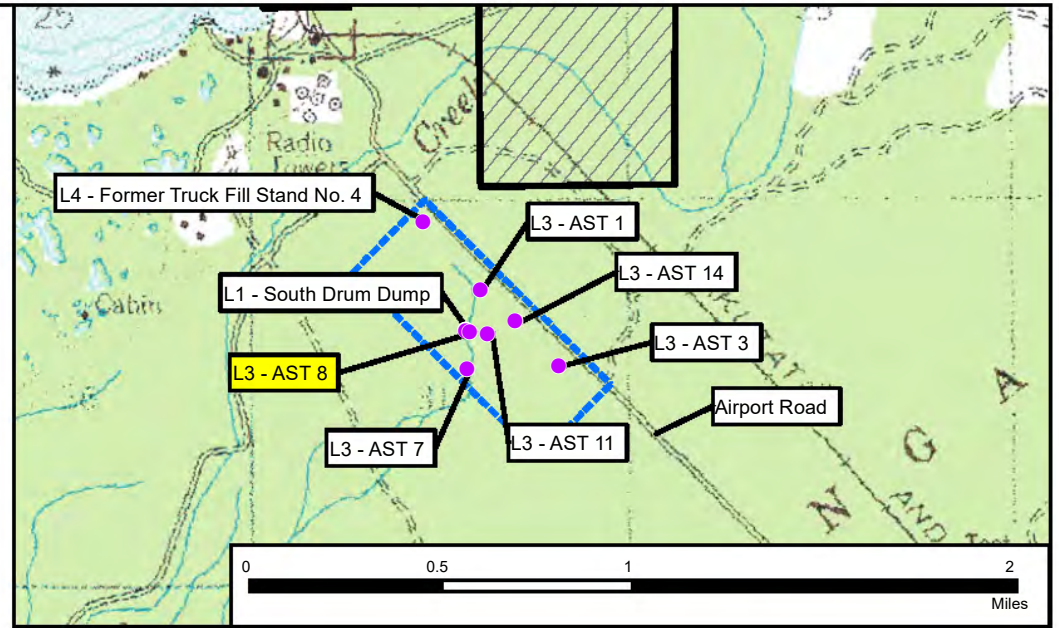 25
Radio
Towers
Creek
L4 - Former Truck Fill Stand No. 4
L3 - AST 1
L3 - AST 14
L1 - South Drum Dump
Cabin
L3 - AST 8
L3 - AST 3
Airport Road
L3 - AST 7
L3 - AST 11
N G A
AND
0 0.5 1 2
Miles